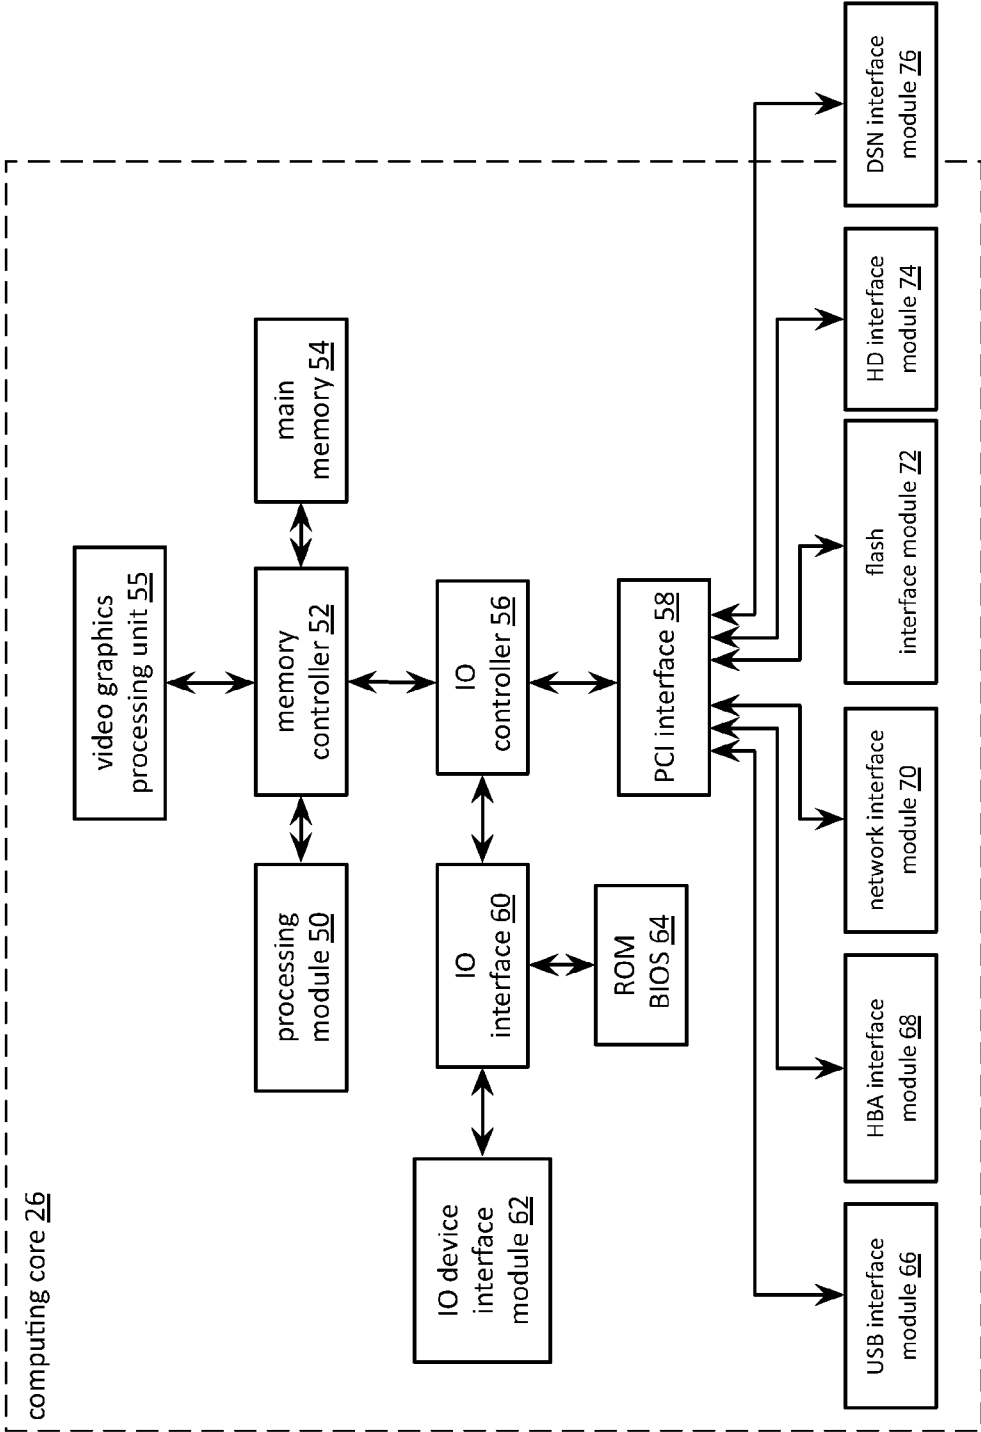 computing core 26
video graphics
processing unit 55
processing
module 50
memory
controller 52
main
memory 54
IO device
interface
module 62
IO
interface 60
IO
controller 56
ROM
BIOS 64
PCI interface 58
USB interface
module 66
HBA interface
module 68
network interface
module 70
flash
interface module 72
HD interface
module 74
DSN interface
module 76